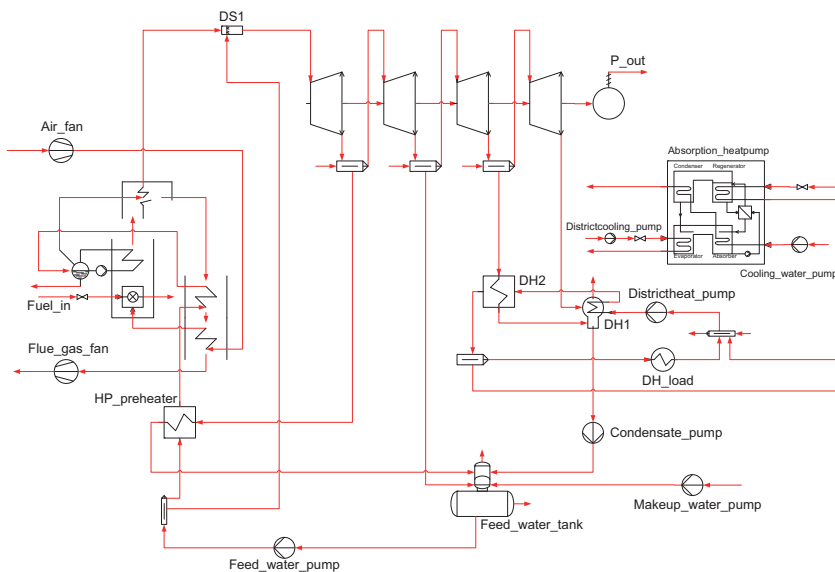 DS1
P_out
Air_fan
Absorption_heatpump
Condenser
Regenerator
Districtcooling_pump
Evaporator
Absorber
Cooling_water_pump
DH2
Districtheat_pump
Fuel_in
DH1
Flue_gas_fan
DH_load
HP_preheater
Condensate_pump
Makeup_water_pump
Feed_water_tank
Feed_water_pump